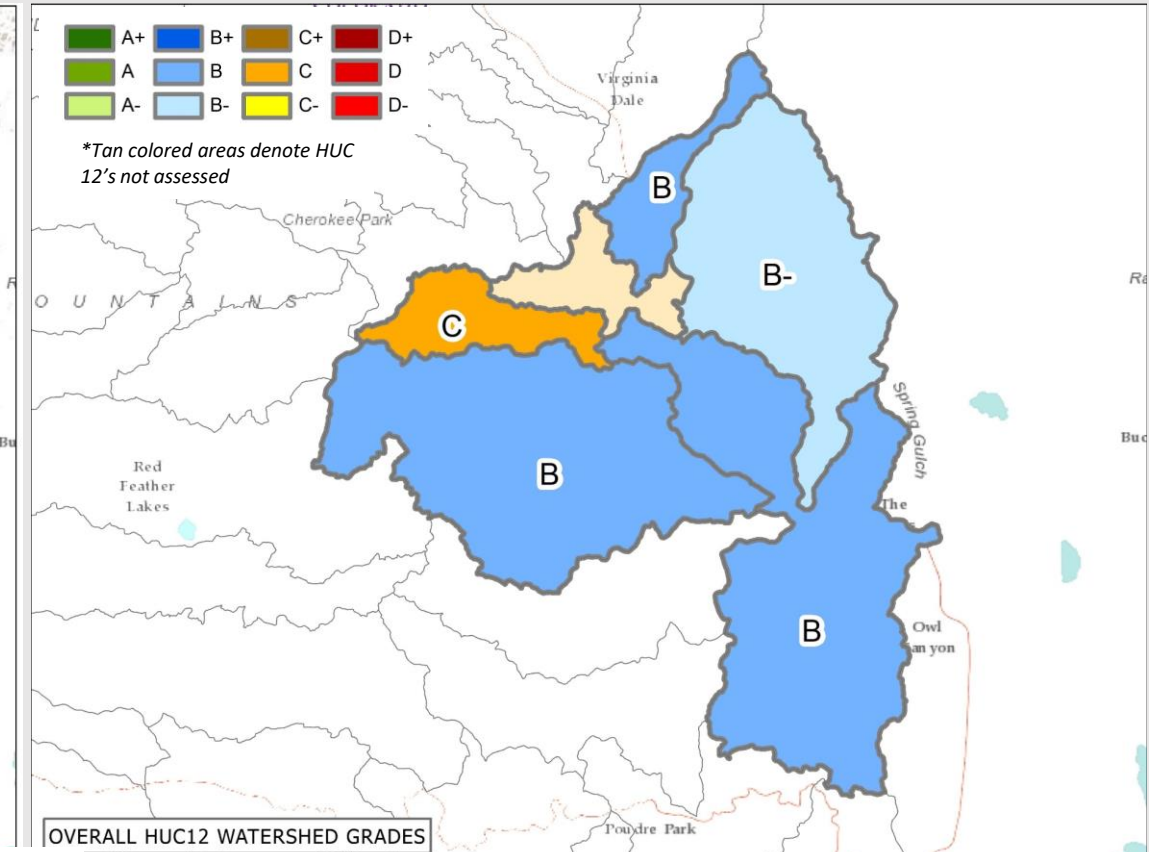 A+ B+ C+ D+
A B C D
A- B- C- D-
*Tan colored areas denote HUC
12's not assessed
Virginia
Dale
B
Cherokee Park
B-
O U N T A I N S
C
Spring Gulch
Red
Feather
Lakes
B
The
B
Owl
Poudre Park
OVERALL HUC12 WATERSHED GRADES